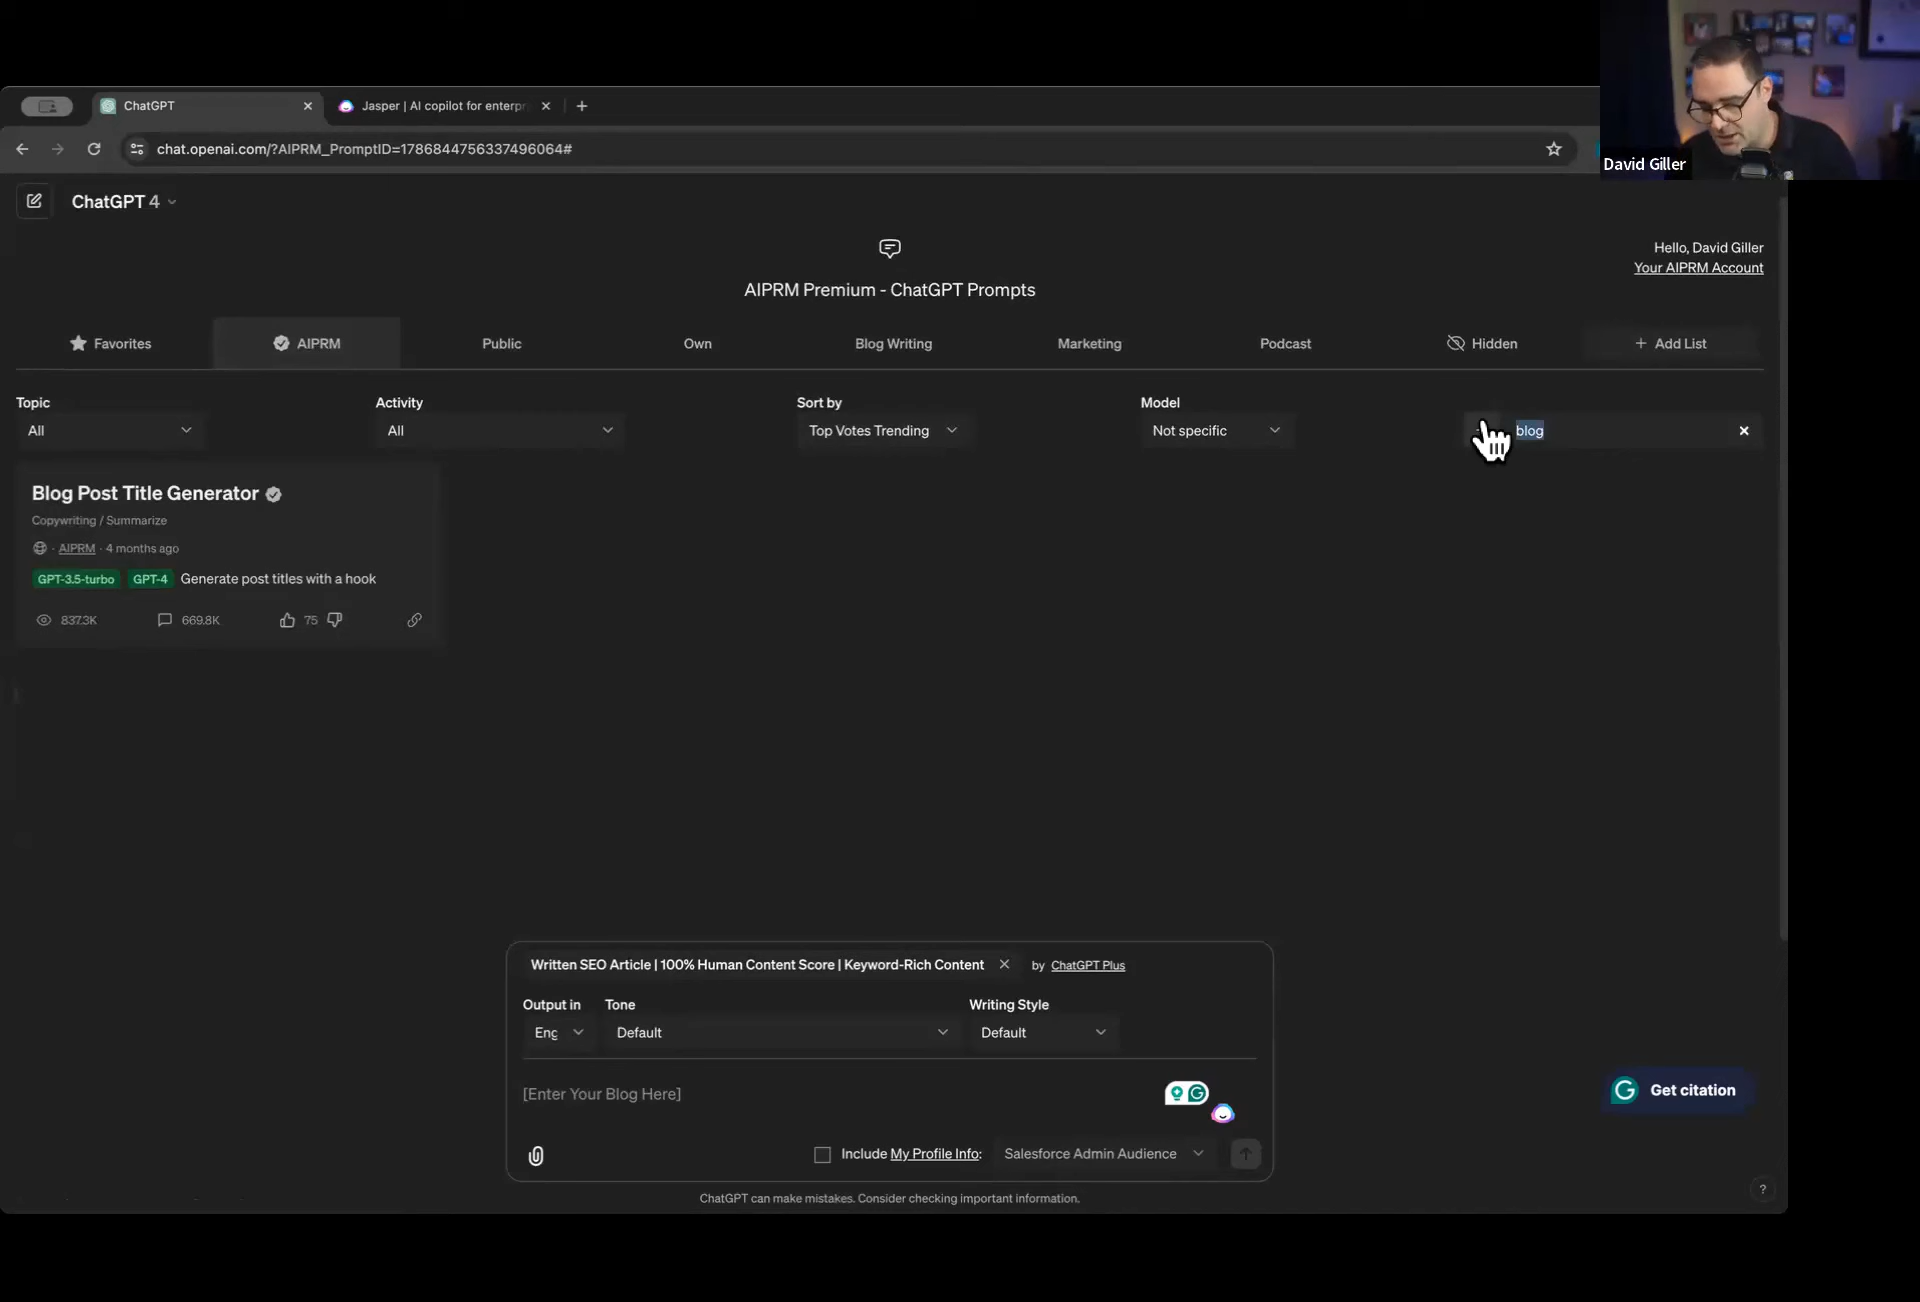 ChatGPT
Jasper | AI copilot for enterpr
David Giller
chat.openai.com/?AIPRM_PromptID=1786844756337496064#
ChatGPT 4
Hello, David Giller
Your AIPRM Account
AIPRM Premium - ChatGPT Prompts
Favorites
AIPRM
Public
Own
Blog Writing
Marketing
Podcast
Hidden
+ Add List
Topic
Activity
Sort by
Model
All
All
Top Votes Trending
Not specific
blog
Blog Post Title Generator
Copywriting / Summarize
· AIPRM · 4 months ago
GPT-3.5-turbo GPT-4 Generate post titles with a hook
837.3K
669.8K
75
Written SEO Article | 100% Human Content Score | Keyword-Rich Content
by ChatGPT Plus
Output in
Tone
Writing Style
Eng
Default
Default
[Enter Your Blog Here]
Get citation
Include My Profile Info:
Salesforce Admin Audience
ChatGPT can make mistakes. Consider checking important information.
?